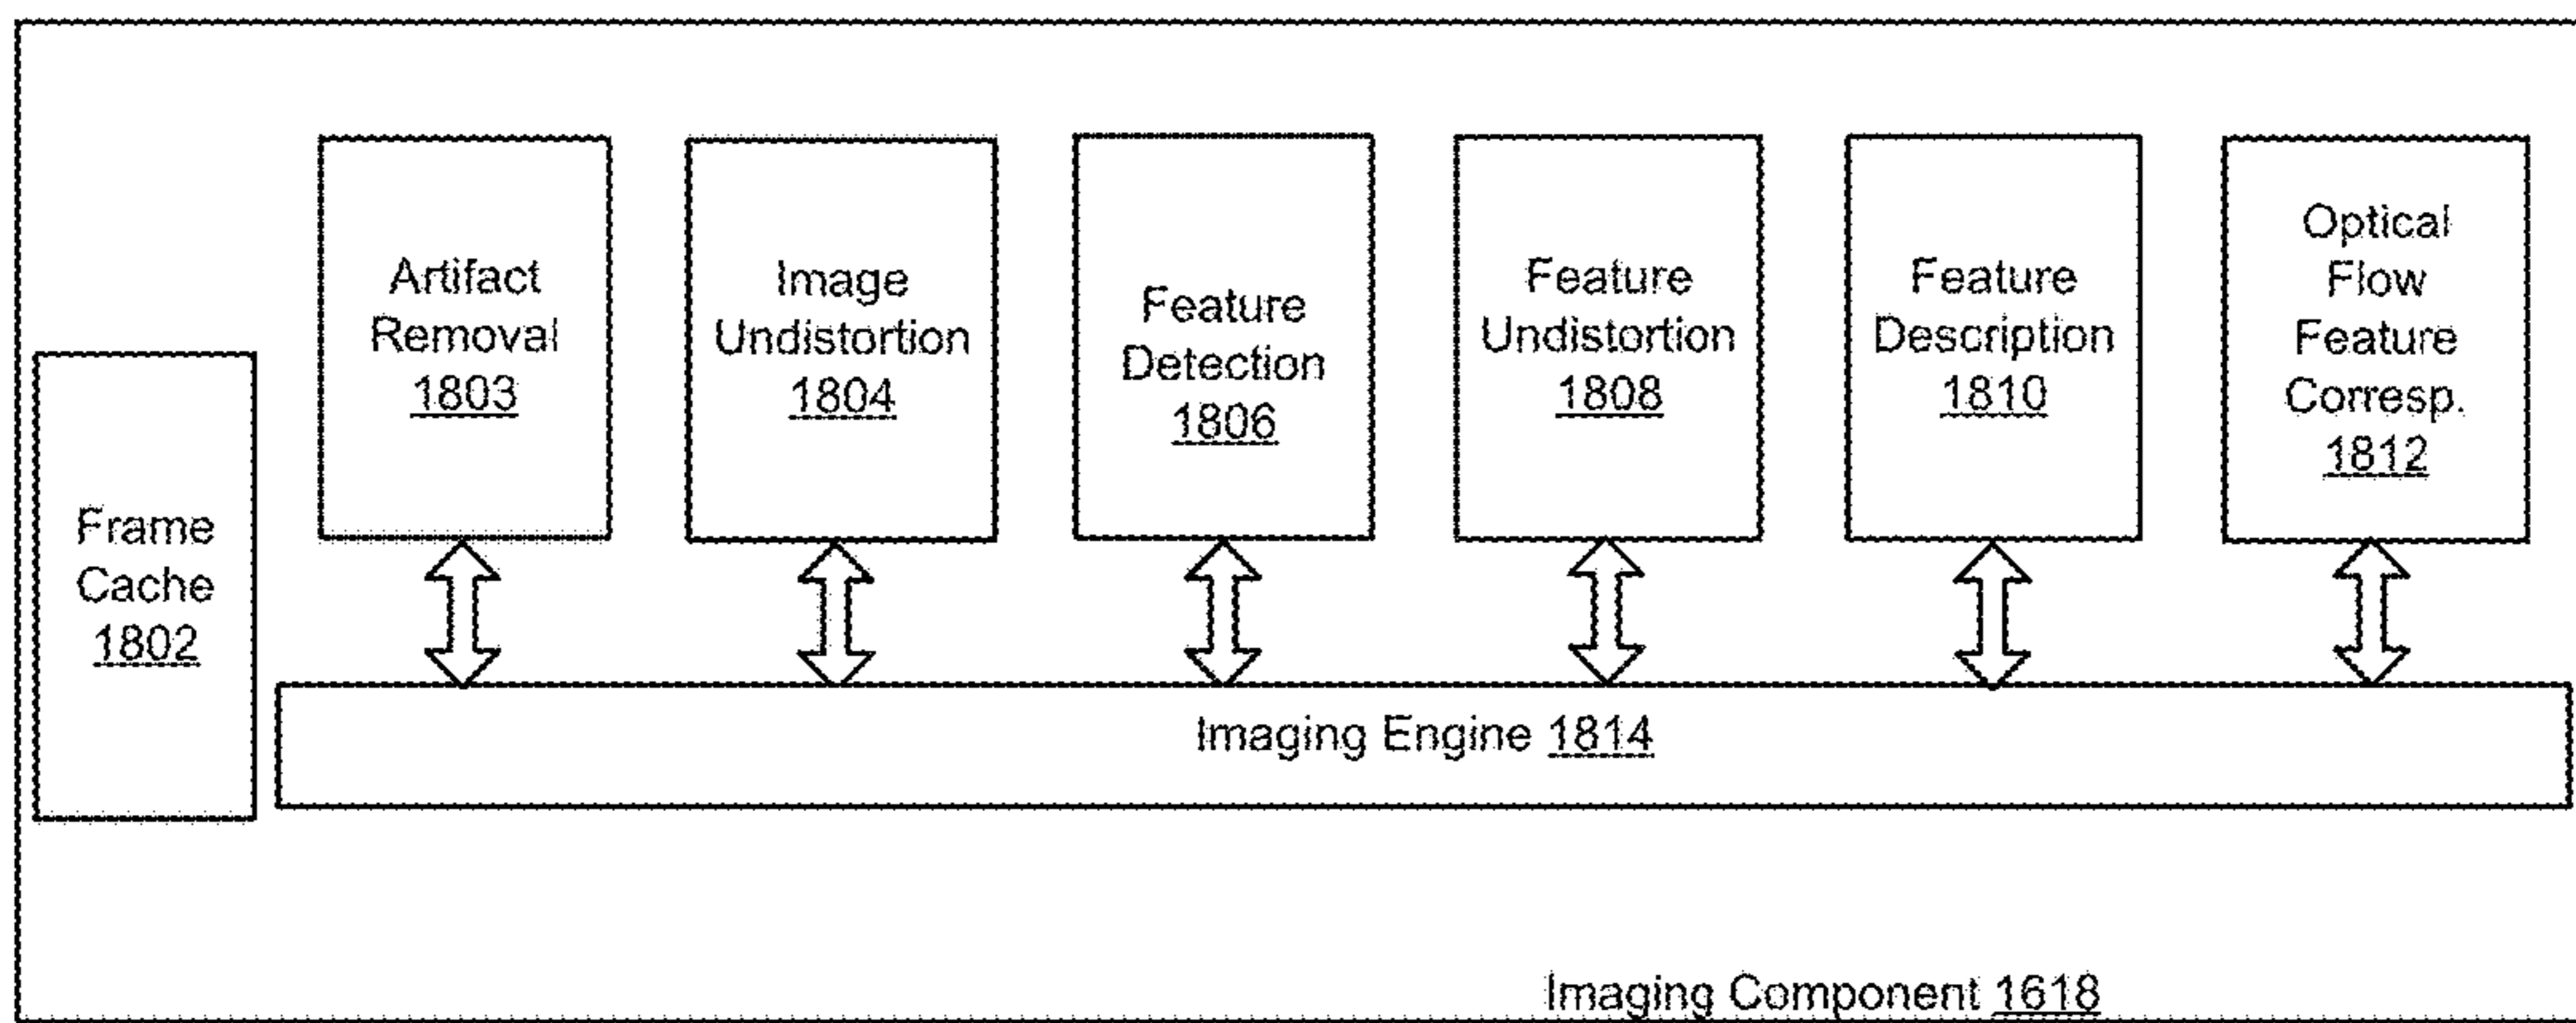 Artifact
Removal
1803
Image
Undistortion
1804
Feature
Detection
1806
Feature
Undistortion
1808
Feature
Description
1810
Optical
Flow
Feature
Corresp.
1812
Frame
Cache
1802
Imaging Engine 1814
Imaging Component 1618